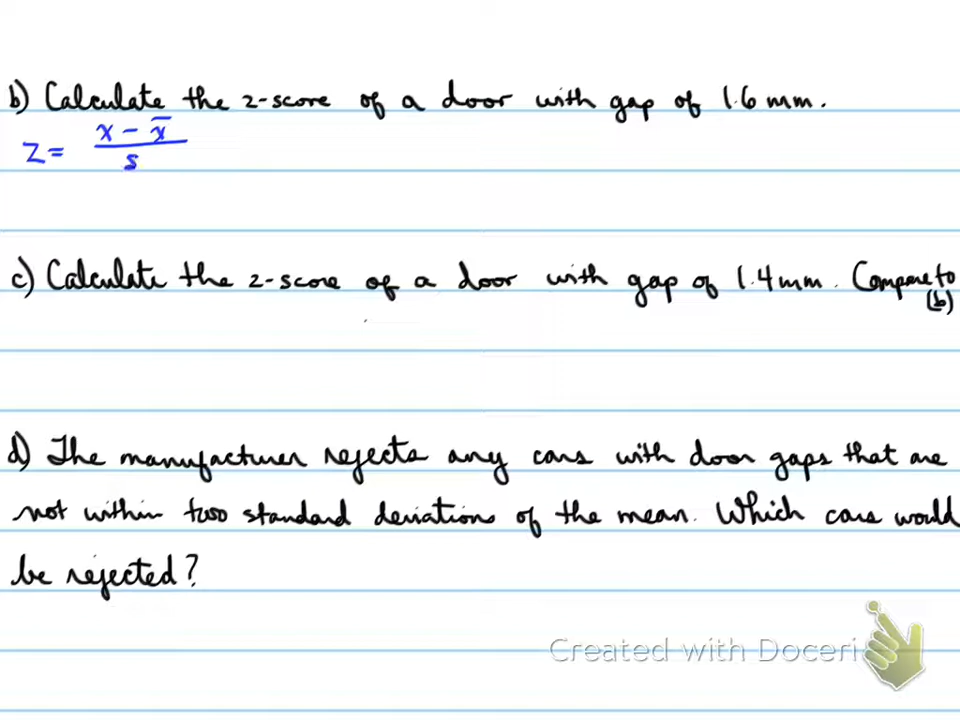 b) Calculate the z-score of a door with gap of 1.6 mm.
z = x - x̄ / s
c) Calculate the z-score of a door with gap of 1.4 mm. Compare to (b)
d) The manufacturer rejects any cars with door gaps that are
not within two standard deviations of the mean. Which cars would
be rejected?
Created with Doceri